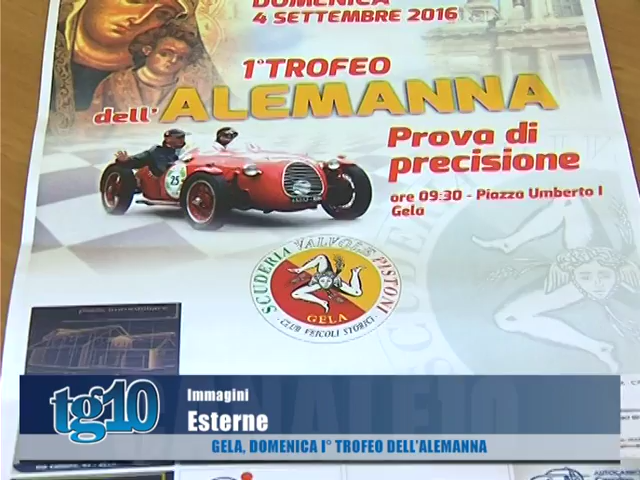 DOMENICA
4 SETTEMBRE 2016
1° TROFEO
dell'ALEMANNA
Prova di
precisione
ore 09:30 - Piazza Umberto I
Gela
25
SCUDERIA VALVOLE PISTONI
GELA
CLUB VEICOLI STORICI
tg10
Immagini
Esterne
GELA, DOMENICA I° TROFEO DELL'ALEMANNA